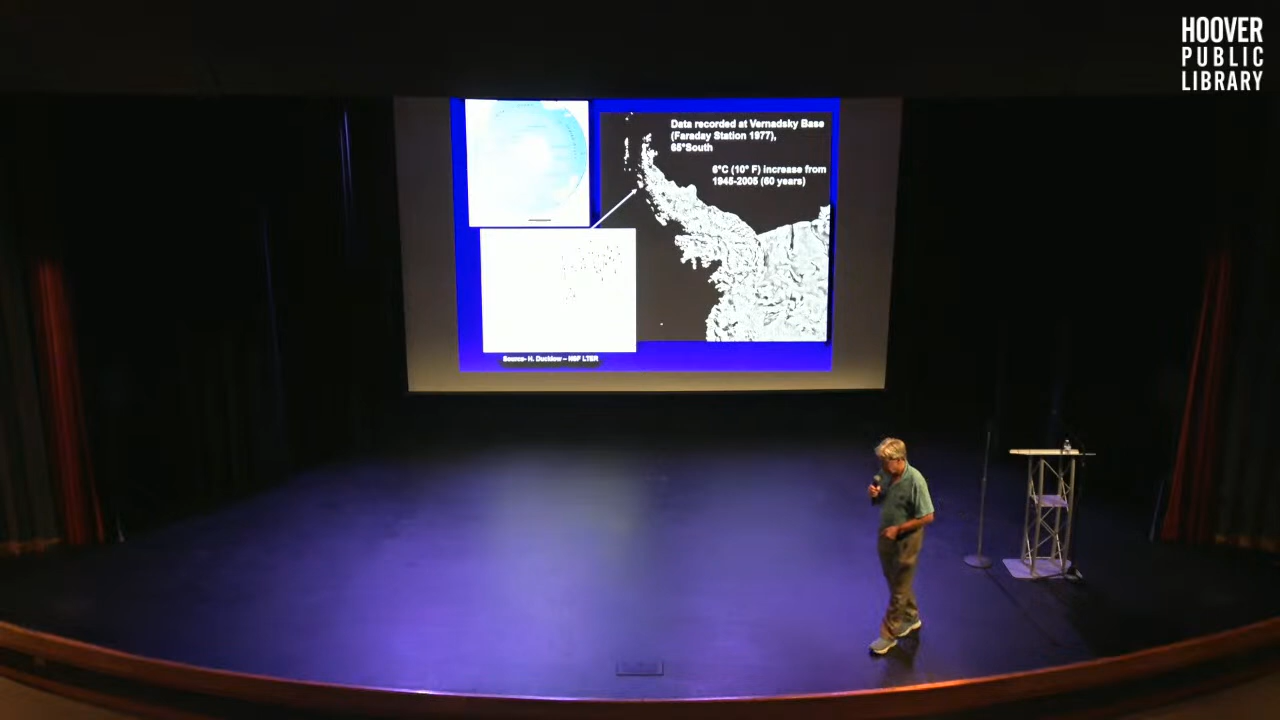 HOOVER
PUBLIC
LIBRARY
Data recorded at Vernadsky Base
(Faraday Station 1977),
65°South
6°C (10° F) increase from
1945-2005 (60 years)
Source- H. Ducklow – NSF LTER